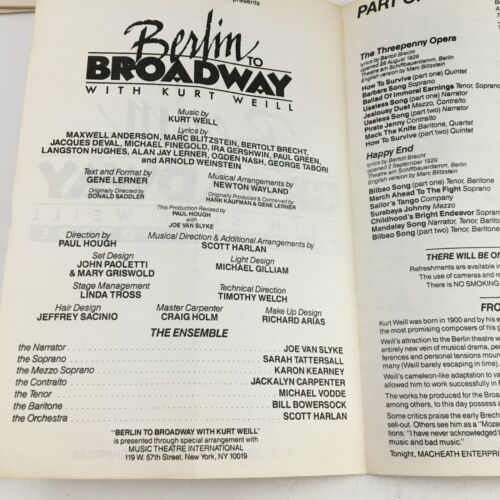 presents
Berlin
TO
BROADWAY
WITH KURT WEILL
Music by
KURT WEILL
Lyrics by
MAXWELL ANDERSON, MARC BLITZSTEIN, BERTOLT BRECHT,
JACQUES DEVAL, MICHAEL FINEGOLD, IRA GERSHWIN, PAUL GREEN,
LANGSTON HUGHES, ALAN JAY LERNER, OGDEN NASH, GEORGE TABORI
and ARNOLD WEINSTEIN
Text and Format by
GENE LERNER
Musical Arrangements by
NEWTON WAYLAND
Originally Directed by
DONALD SADDLER
Originally Produced & Conceived by
HANK KAUFMAN & GENE LERNER
This Production Revised by
PAUL HOUGH
with
JOE VAN SLYKE
Direction by
PAUL HOUGH
Musical Direction & Additional Arrangements by
SCOTT HARLAN
Set Design
JOHN PAOLETTI
& MARY GRISWOLD
Light Design
MICHAEL GILLIAM
Stage Management
LINDA TROSS
Technical Direction
TIMOTHY WELCH
Hair Design
JEFFREY SACINIO
Master Carpenter
CRAIG HOLM
Make Up Design
RICHARD ARIAS
THE ENSEMBLE
the Narrator JOE VAN SLYKE
the Soprano SARAH TATTERSALL
the Mezzo Soprano KARON KEARNEY
the Contralto JACKALYN CARPENTER
the Tenor MICHAEL VODDE
the Baritone BILL BOWERSOCK
the Orchestra SCOTT HARLAN
"BERLIN TO BROADWAY WITH KURT WEILL"
is presented through special arrangement with
MUSIC THEATRE INTERNATIONAL
119 W. 57th Street, New York, NY 10019
PART
The Threepenny Opera
lyrics by Bertolt Brecht
opened 28 August 1928
Theatre am Schiffbauerdamm, Berlin
English version by Marc Blitzstein
How To Survive (part one) Quintet
Barbara Song Soprano
Ballad Of Immoral Earnings Tenor, Soprano
Useless Song (part one) Narrator
Jealousy Duet Mezzo, Contralto
Useless Song (part two) Narrator
Pirate Jenny Contralto
Mack The Knife Baritone, Quartet
How To Survive (part two) Quintet
Happy End
lyrics by Bertolt Brecht
opened 2 September 1929
Theatre am Schiffbauerdamm, Berlin
English version by Michael Feingold
Bilbao Song (part one) Tenor, Baritone
March Ahead To The Fight Soprano
Sailor's Tango Company
Surabaya Johnny Mezzo
Childhood's Bright Endeavor Soprano
Mandalay Song Narrator, Tenor,
Bilbao Song (part two) Tenor, Baritone
THERE WILL BE ON
Refreshments are available in
The use of cameras and re
There is NO SMOKING
FRO
Kurt Weill was born in 1900 and by his e
the most promising composers of his g
Weill's attraction to the Berlin theatre w
entirely new vein of musical drama, pe
ferences and personal tensions moun
many (Weill barely escaping in time),
Weill's cameleon-like adaptation to va
allowed him to work successfully in
The works he produced for the Broa
among others, to this day possess a
Some critics praise the early Brech
sell-out. Others see him as a "Moza
tions: "I have never acknowledged t
music and bad music."
Tonight, MACHEATH ENTERPRI